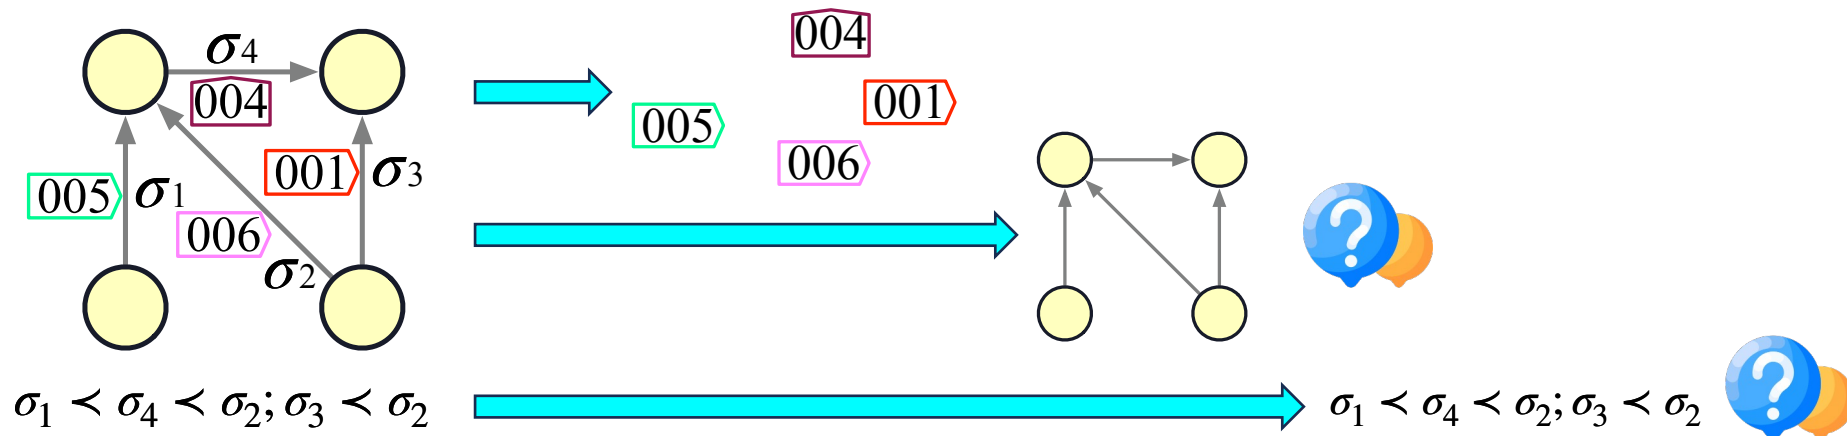 σ4
004
005
σ1
001
σ3
006
σ2
σ₁ ≺ σ₄ ≺ σ₂; σ₃ ≺ σ₂
004
001
005
006
?
?
σ₁ ≺ σ₄ ≺ σ₂; σ₃ ≺ σ₂